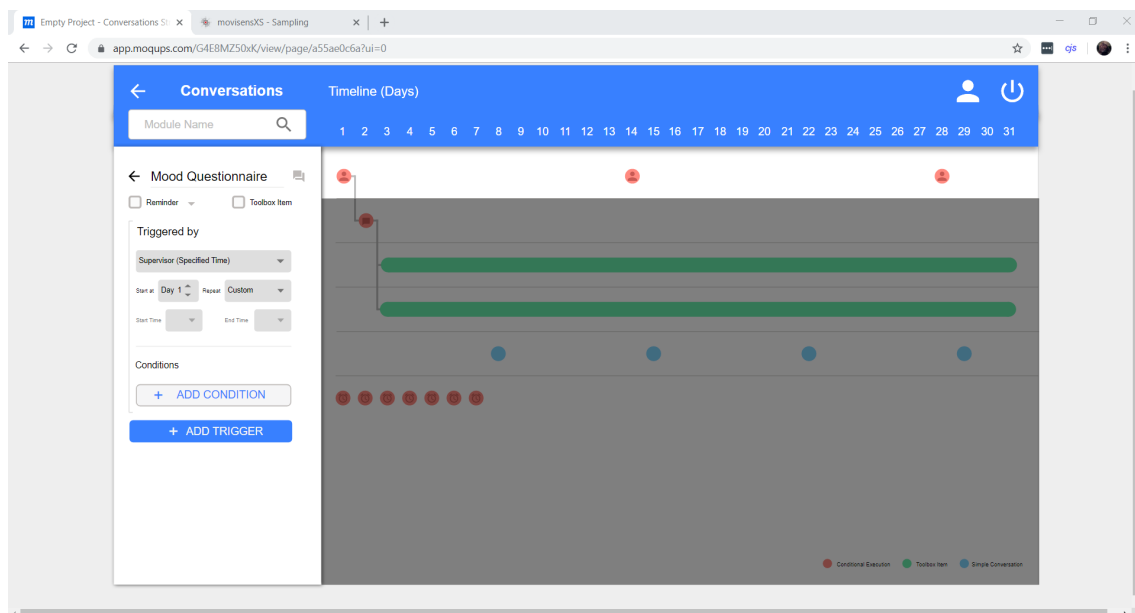 Empty Project - Conversations St
movisensXS - Sampling
app.moqups.com/G4E8MZ50xK/view/page/a55ae0c6a?ui=0
cjs
Conversations
Timeline (Days)
Module Name
1 2 3 4 5 6 7 8 9 10 11 12 13 14 15 16 17 18 19 20 21 22 23 24 25 26 27 28 29 30 31
Mood Questionnaire
Reminder
Toolbox Item
Triggered by
Supervisor (Specified Time)
Start at Day 1 Repeat Custom
Start Time End Time
Conditions
+ ADD CONDITION
+ ADD TRIGGER
Conditional Execution Toolbox Item Simple Conversation